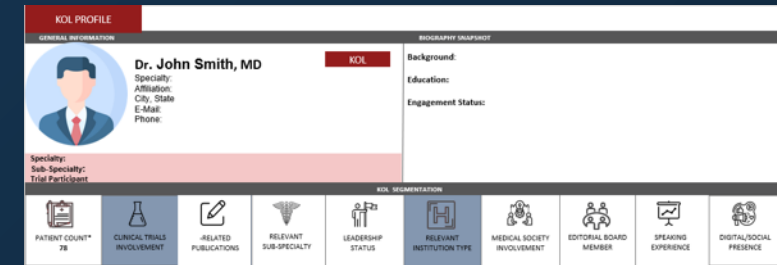 KOL PROFILE
GENERAL INFORMATION
BIOGRAPHY SNAPSHOT
Dr. John Smith, MD
KOL
Specialty:
Affiliation:
City, State
E-Mail:
Phone:
Background:
Education:
Engagement Status:
Specialty:
Sub-Specialty:
Trial Participant
KOL SEGMENTATION
PATIENT COUNT*
78
CLINICAL TRIALS
INVOLVEMENT
-RELATED
PUBLICATIONS
RELEVANT
SUB-SPECIALTY
LEADERSHIP
STATUS
H
RELEVANT
INSTITUTION TYPE
MEDICAL SOCIETY
INVOLVEMENT
EDITORIAL BOARD
MEMBER
SPEAKING
EXPERIENCE
DIGITAL/SOCIAL
PRESENCE